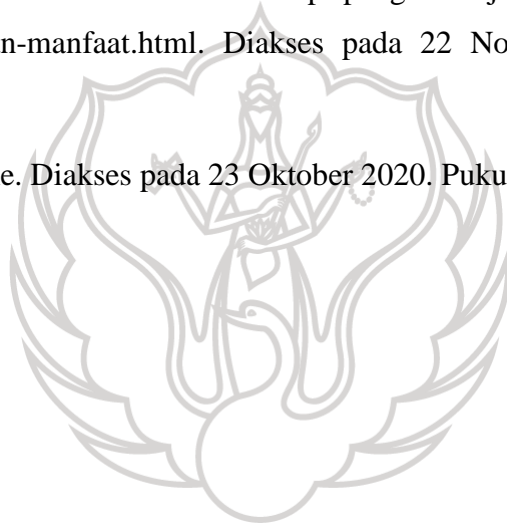 n-manfaat.html. Diakses pada 22 No
e. Diakses pada 23 Oktober 2020. Puku